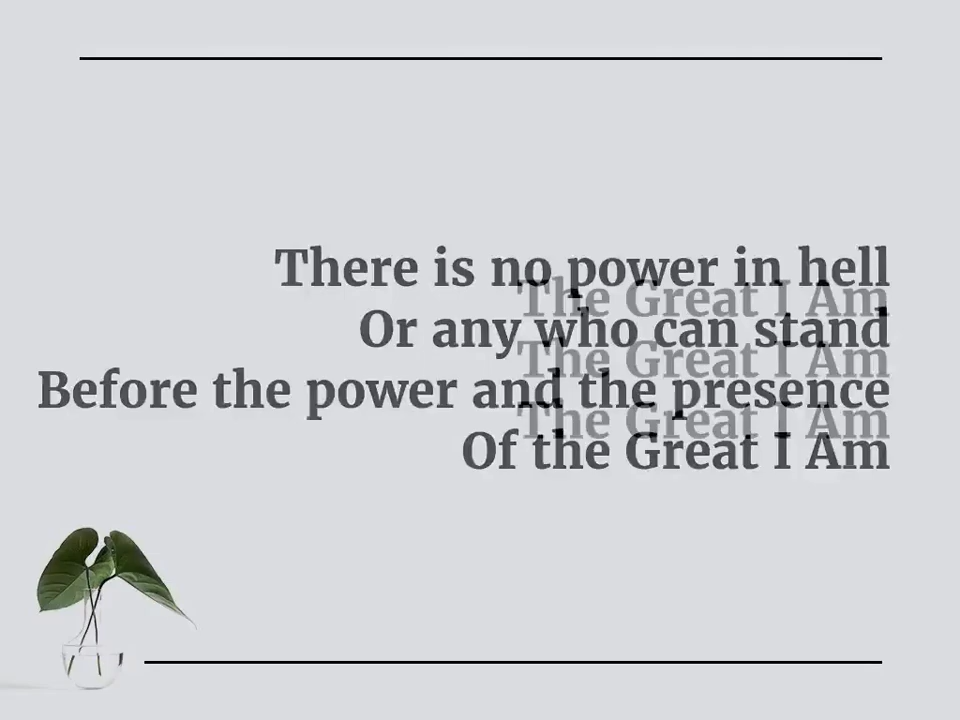 There is no power in hell
The Great I Am
Or any who can stand
The Great I Am
Before the power and the presence
The Great I Am
Of the Great I Am